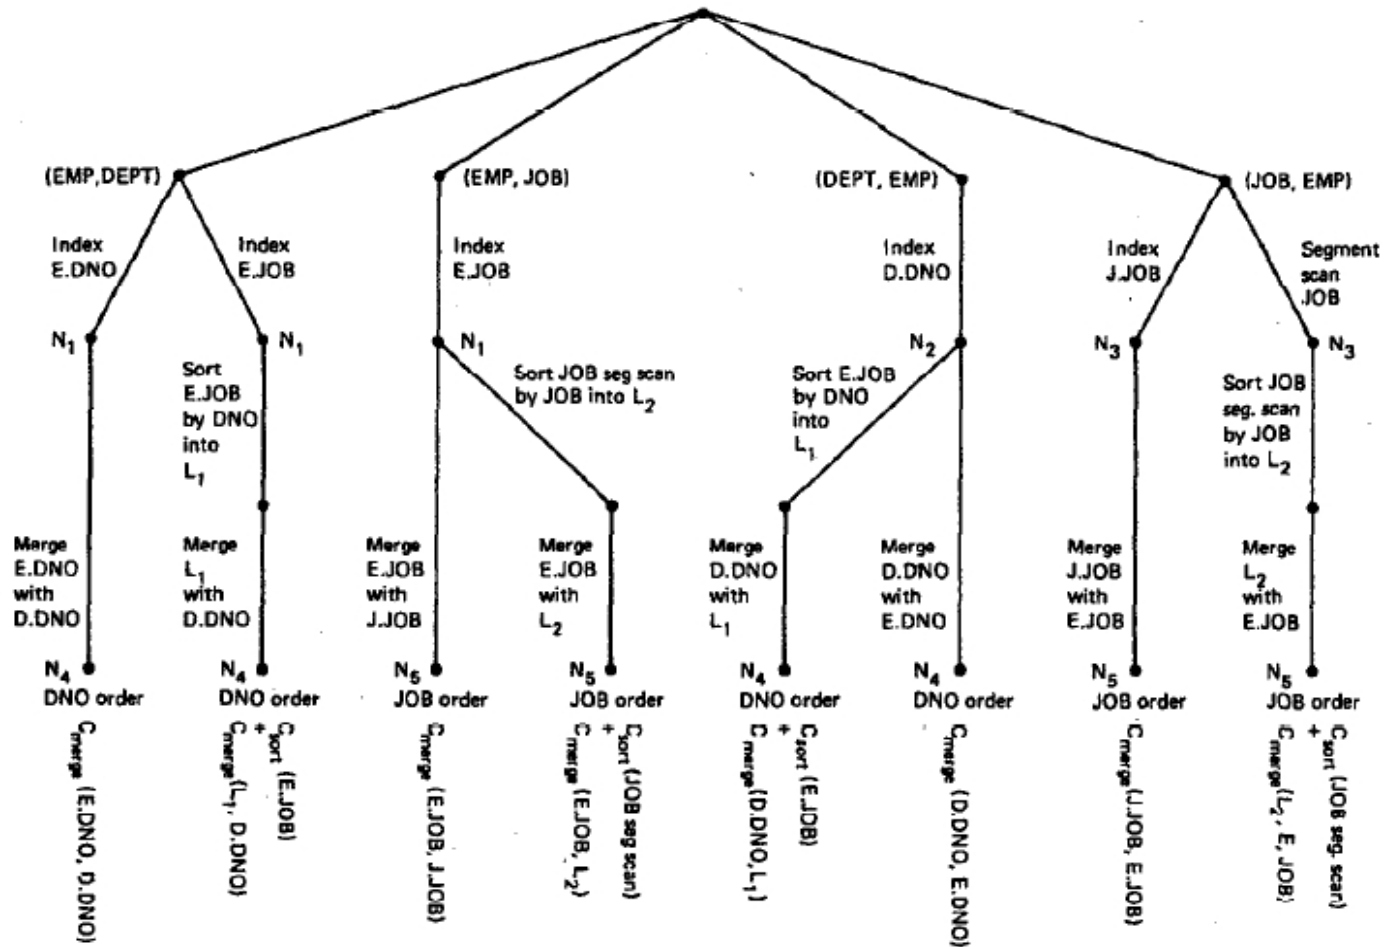 (EMP,DEPT)
(EMP, JOB)
(DEPT, EMP)
(JOB, EMP)
Index
E.DNO
Index
E.JOB
Index
E.JOB
Index
D.DNO
Index
J.JOB
Segment
scan
JOB
N1
N1
N1
N2
N3
N3
Sort
E.JOB
by DNO
into
L1
Sort JOB seg scan
by JOB into L2
Sort E.JOB
by DNO
into
L1
Sort JOB
seg. scan
by JOB
into L2
Merge
E.DNO
with
D.DNO
Merge
L1
with
D.DNO
Merge
E.JOB
with
J.JOB
Merge
E.JOB
with
L2
Merge
D.DNO
with
L1
Merge
D.DNO
with
E.DNO
Merge
J.JOB
with
E.JOB
Merge
L2
with
E.JOB
N4
DNO order
N4
DNO order
N5
JOB order
N5
JOB order
N4
DNO order
N4
DNO order
N5
JOB order
N5
JOB order
Cmerge (E.DNO, D.DNO)
Csort (E.JOB)
+
Cmerge (L1, D.DNO)
Cmerge (E.JOB, J.JOB)
Csort (JOB seg scan)
+
Cmerge (E.JOB, L2)
Csort (E.JOB)
+
Cmerge (D.DNO, L1)
Cmerge (D.DNO, E.DNO)
Cmerge (J.JOB, E.JOB)
Csort (JOB seg. scan)
+
Cmerge (L2, E, JOB)